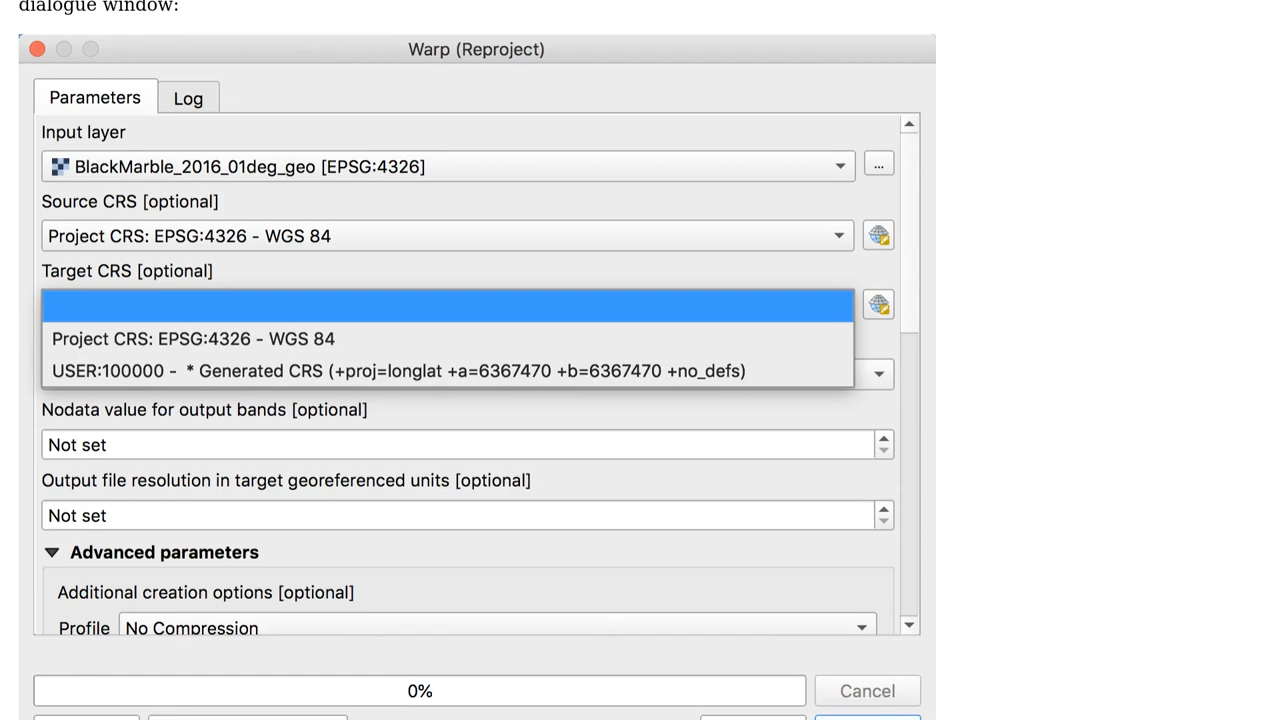 dialogue window:
Warp (Reproject)
Parameters
Log
Input layer
BlackMarble_2016_01deg_geo [EPSG:4326]
...
Source CRS [optional]
Project CRS: EPSG:4326 - WGS 84
Target CRS [optional]
Project CRS: EPSG:4326 - WGS 84
USER:100000 - * Generated CRS (+proj=longlat +a=6367470 +b=6367470 +no_defs)
Nodata value for output bands [optional]
Not set
Output file resolution in target georeferenced units [optional]
Not set
Advanced parameters
Additional creation options [optional]
Profile No Compression
0%
Cancel